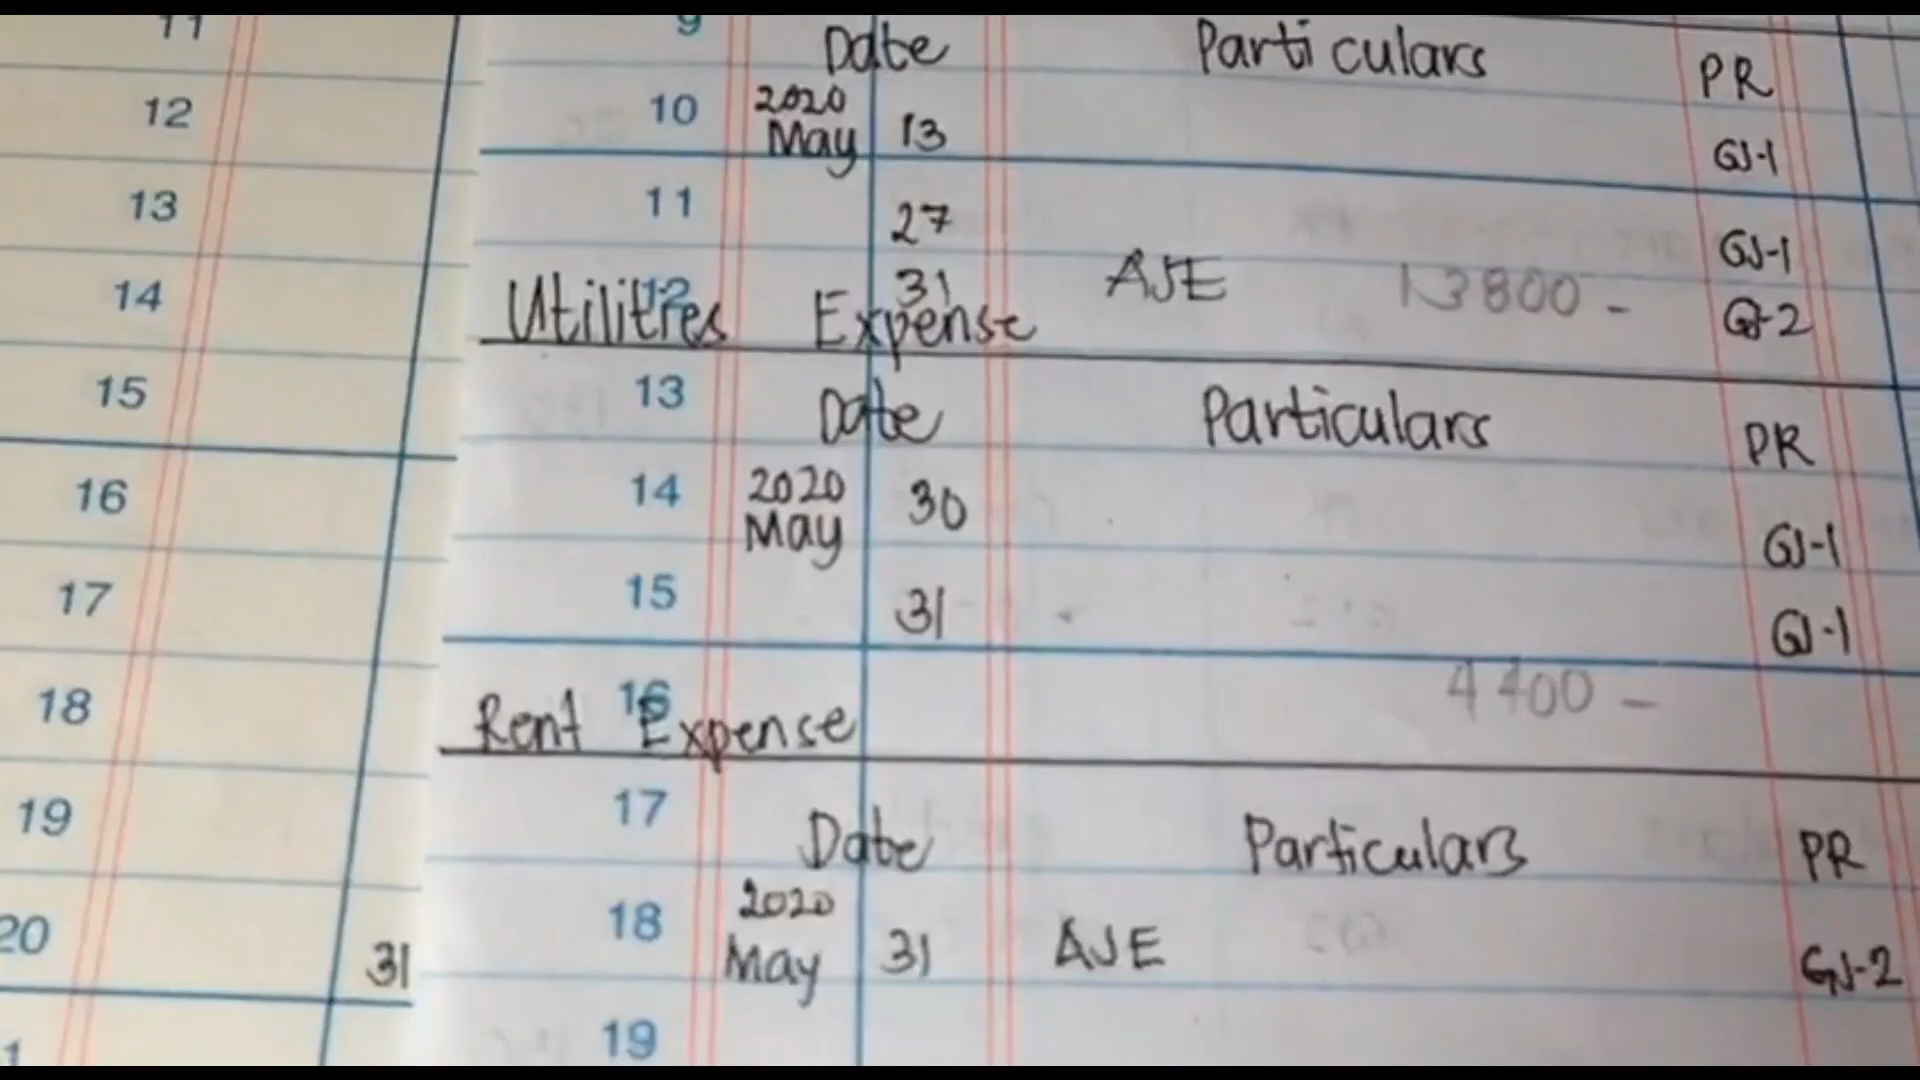 11
12
13
14
15
16
17
18
19
20
31
9 Date Particulars PR
10 2020 May 13 GJ-1
11 27 GJ-1
12 31 AJE 13800 - GJ-2
Utilities Expense
13 Date Particulars PR
14 2020 May 30 GJ-1
15 31 GJ-1
16 4400 -
Rent Expense
17 Date Particulars PR
18 2020 May 31 AJE GJ-2
19